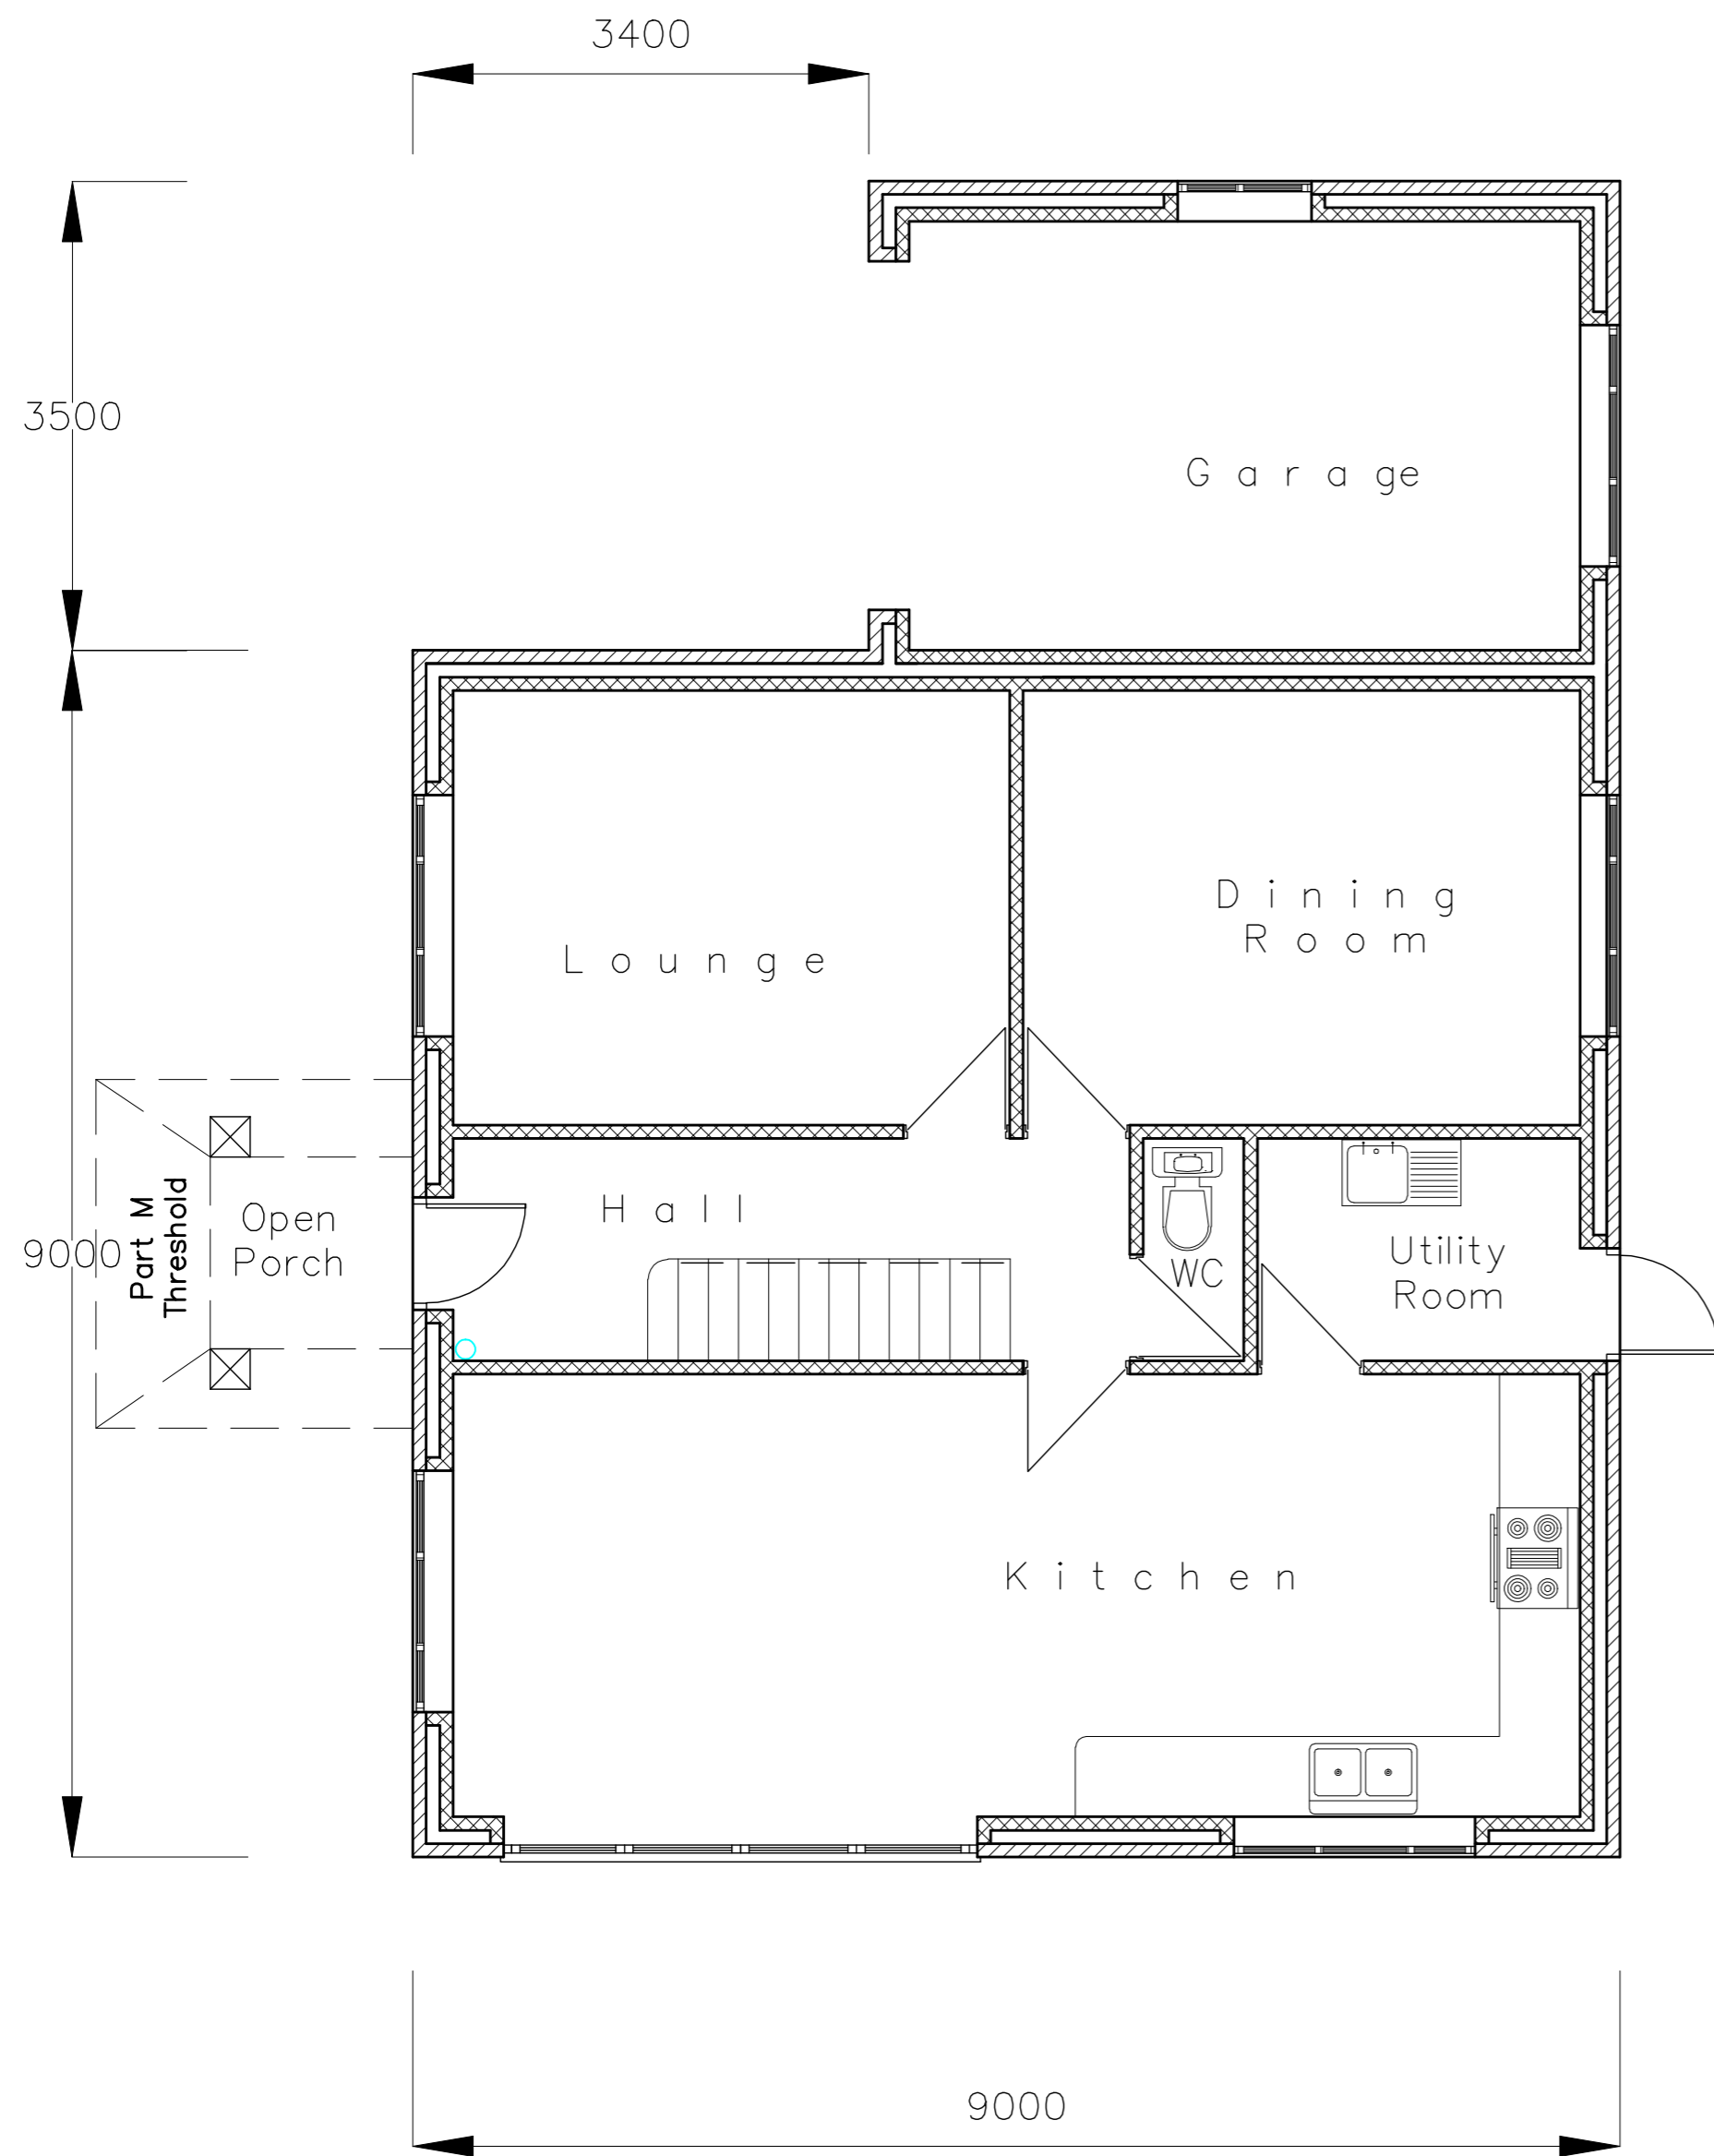 3400
3500
Garage
Dining
Room
Lounge
Hall
Open
Porch
Part M
Threshold
9000
WC
Utility
Room
Kitchen
9000